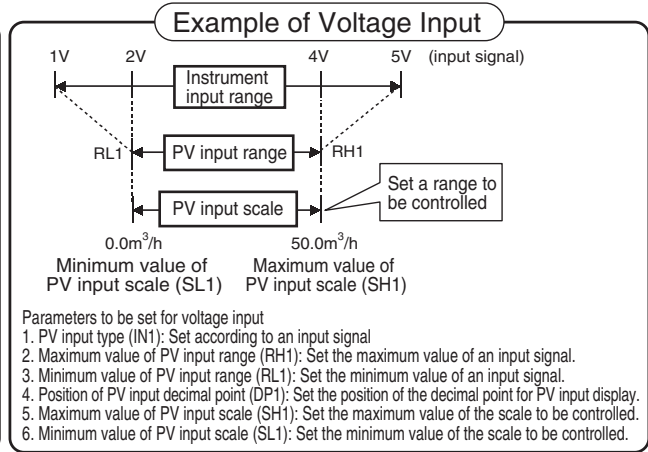 Example of Voltage Input
1V 2V 4V 5V (input signal)
Instrument
input range
RL1 PV input range RH1
PV input scale
Set a range to
be controlled
0.0m³/h 50.0m³/h
Minimum value of
PV input scale (SL1)
Maximum value of
PV input scale (SH1)
Parameters to be set for voltage input
1. PV input type (IN1): Set according to an input signal
2. Maximum value of PV input range (RH1): Set the maximum value of an input signal.
3. Minimum value of PV input range (RL1): Set the minimum value of an input signal.
4. Position of PV input decimal point (DP1): Set the position of the decimal point for PV input display.
5. Maximum value of PV input scale (SH1): Set the maximum value of the scale to be controlled.
6. Minimum value of PV input scale (SL1): Set the minimum value of the scale to be controlled.